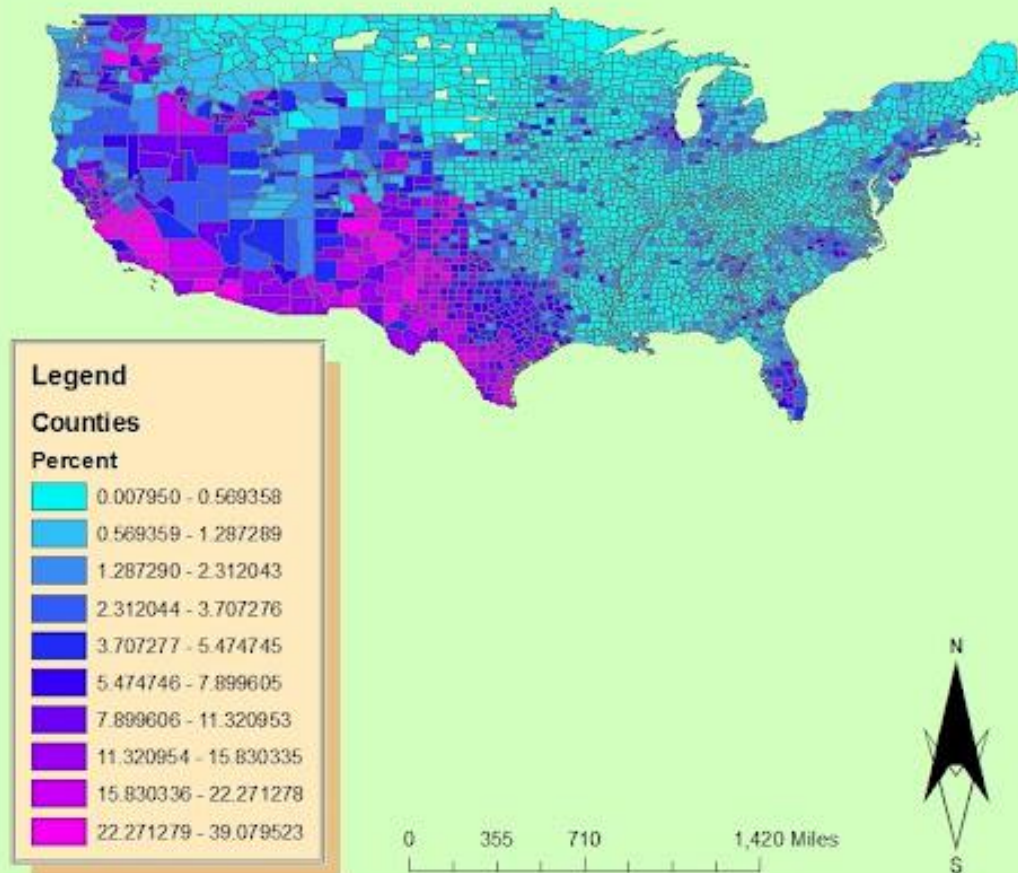 Legend
Counties
Percent
0.007950 - 0.569358
0.569359 - 1.287289
1.287290 - 2.312043
2.312044 - 3.707276
3.707277 - 5.474745
5.474746 - 7.899605
7.899606 - 11.320953
11.320954 - 15.830335
15.830336 - 22.271278
22.271279 - 39.079523
0 355 710 1,420 Miles
N
S